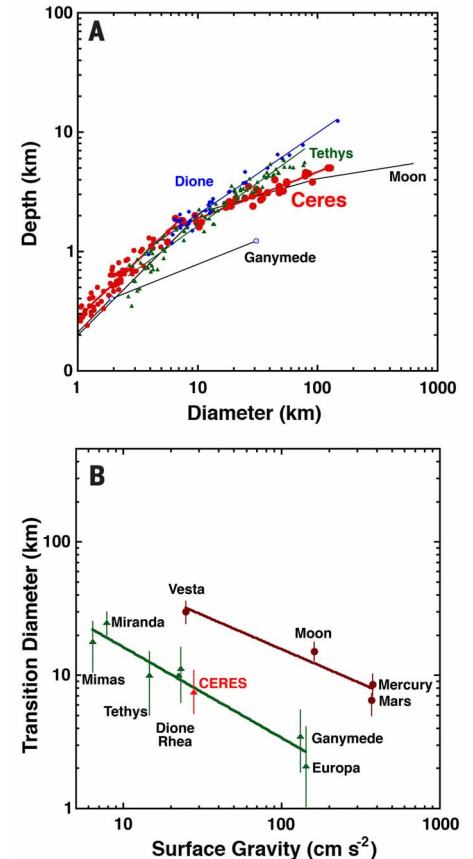 A
100
10
1
0
Depth (km)
Dione
Tethys
Moon
Ceres
Ganymede
1 10 100 1000
Diameter (km)
B
100
10
1
Transition Diameter (km)
Vesta
Miranda
Moon
Mimas
CERES
Mercury
Mars
Tethys
Dione
Rhea
Ganymede
Europa
10 100 1000
Surface Gravity (cm s⁻²)